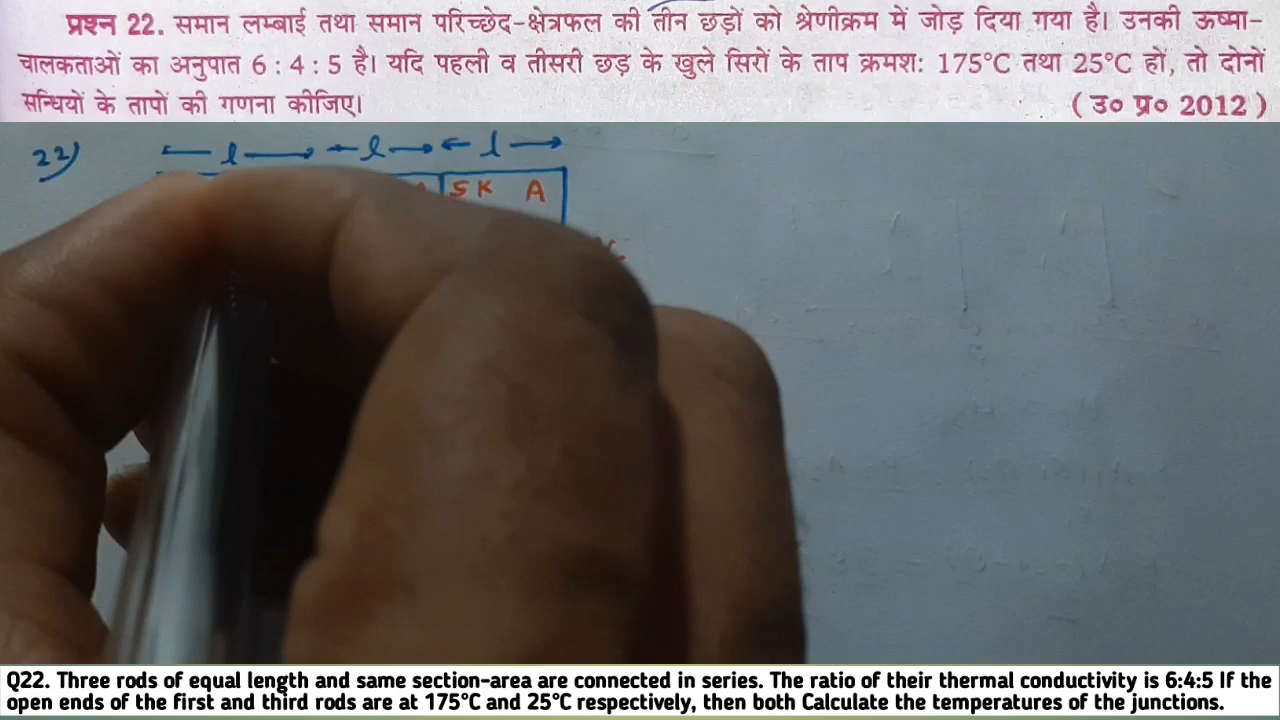 प्रश्न 22. समान लम्बाई तथा समान परिच्छेद-क्षेत्रफल की तीन छड़ों को श्रेणीक्रम में जोड़ दिया गया है। उनकी ऊष्मा-
चालकताओं का अनुपात 6 : 4 : 5 है। यदि पहली व तीसरी छड़ के खुले सिरों के ताप क्रमश: 175°C तथा 25°C हों, तो दोनों
सन्धियों के तापों की गणना कीजिए। ( उ० प्र० 2012 )
22) l l l
5 K A
Q22. Three rods of equal length and same section-area are connected in series. The ratio of their thermal conductivity is 6:4:5 If the
open ends of the first and third rods are at 175°C and 25°C respectively, then both Calculate the temperatures of the junctions.